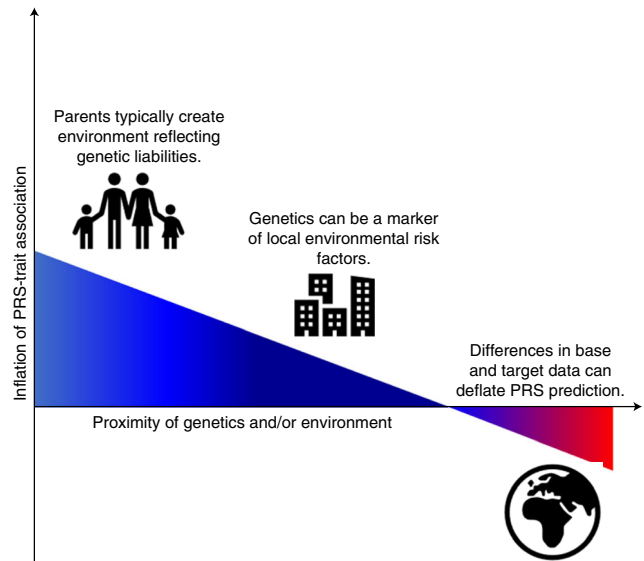 Parents typically create
environment reflecting
genetic liabilities.
Genetics can be a marker
of local environmental risk
factors.
Differences in base
and target data can
deflate PRS prediction.
Inflation of PRS-trait association
Proximity of genetics and/or environment